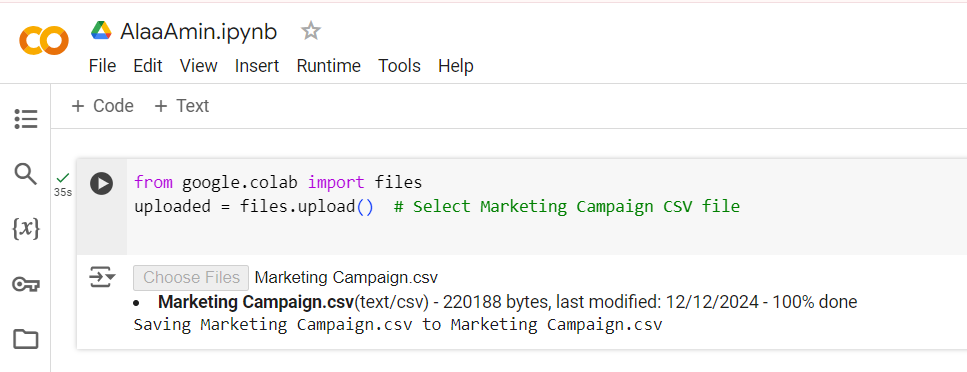 AlaaAmin.ipynb
File Edit View Insert Runtime Tools Help
+ Code + Text
35s
from google.colab import files
uploaded = files.upload()  # Select Marketing Campaign CSV file
{x}
Choose Files Marketing Campaign.csv
• Marketing Campaign.csv(text/csv) - 220188 bytes, last modified: 12/12/2024 - 100% done
Saving Marketing Campaign.csv to Marketing Campaign.csv